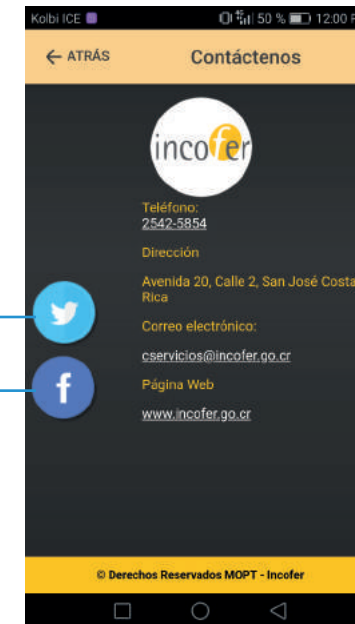 Kolbi ICE 50 % 12:00 P
← ATRÁS Contáctenos
incofer
Teléfono:
2542-5854
Dirección
Avenida 20, Calle 2, San José Costa
Rica
Correo electrónico:
cservicios@incofer.go.cr
Página Web
www.incofer.go.cr
© Derechos Reservados MOPT - Incofer